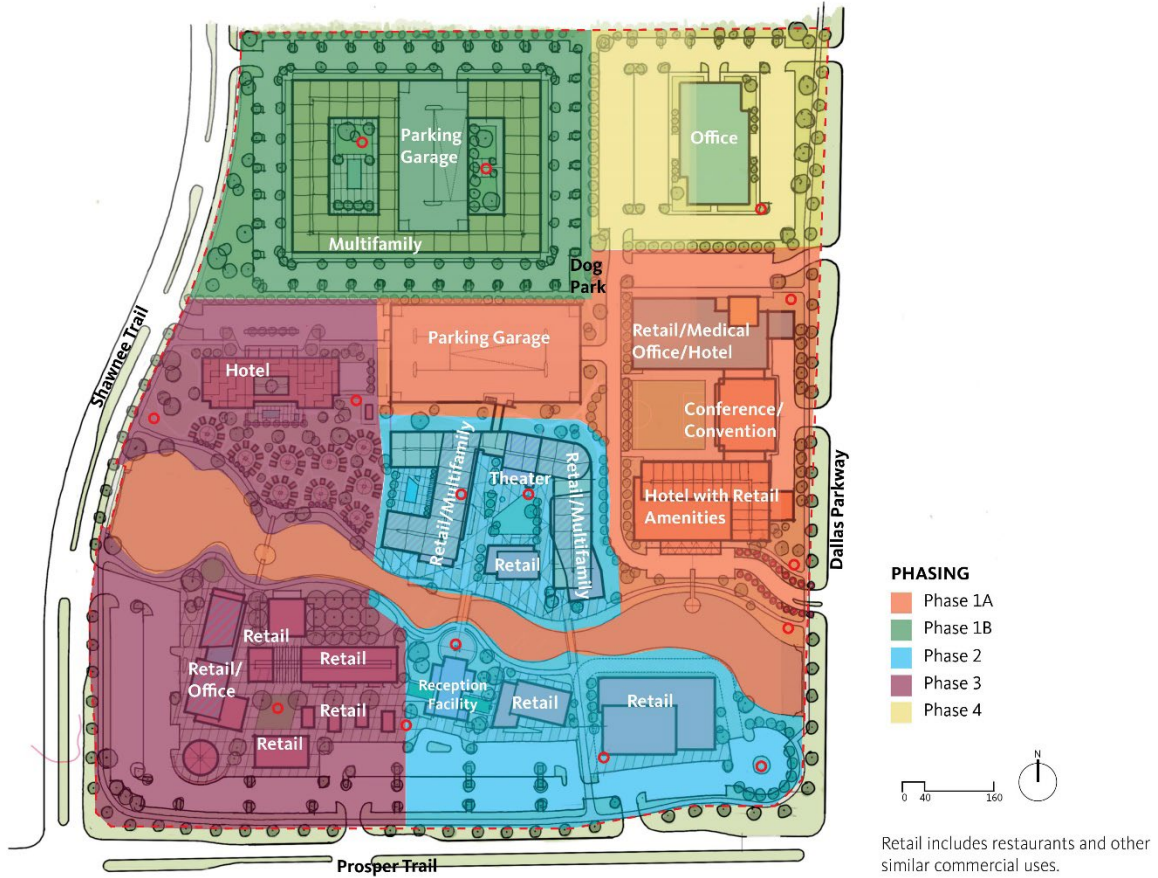 Parking
Garage
Office
Multifamily
Dog
Park
Shawnee Trail
Parking Garage
Retail/Medical
Office/Hotel
Hotel
Conference/
Convention
Retail/Multifamily
Theater
Retail/Multifamily
Hotel with Retail
Amenities
Dallas Parkway
Retail
Retail
Retail
Retail/
Office
Reception
Facility
Retail
Retail
Retail
Retail
Prosper Trail
PHASING
Phase 1A
Phase 1B
Phase 2
Phase 3
Phase 4
N
0 40 160
Retail includes restaurants and other
similar commercial uses.